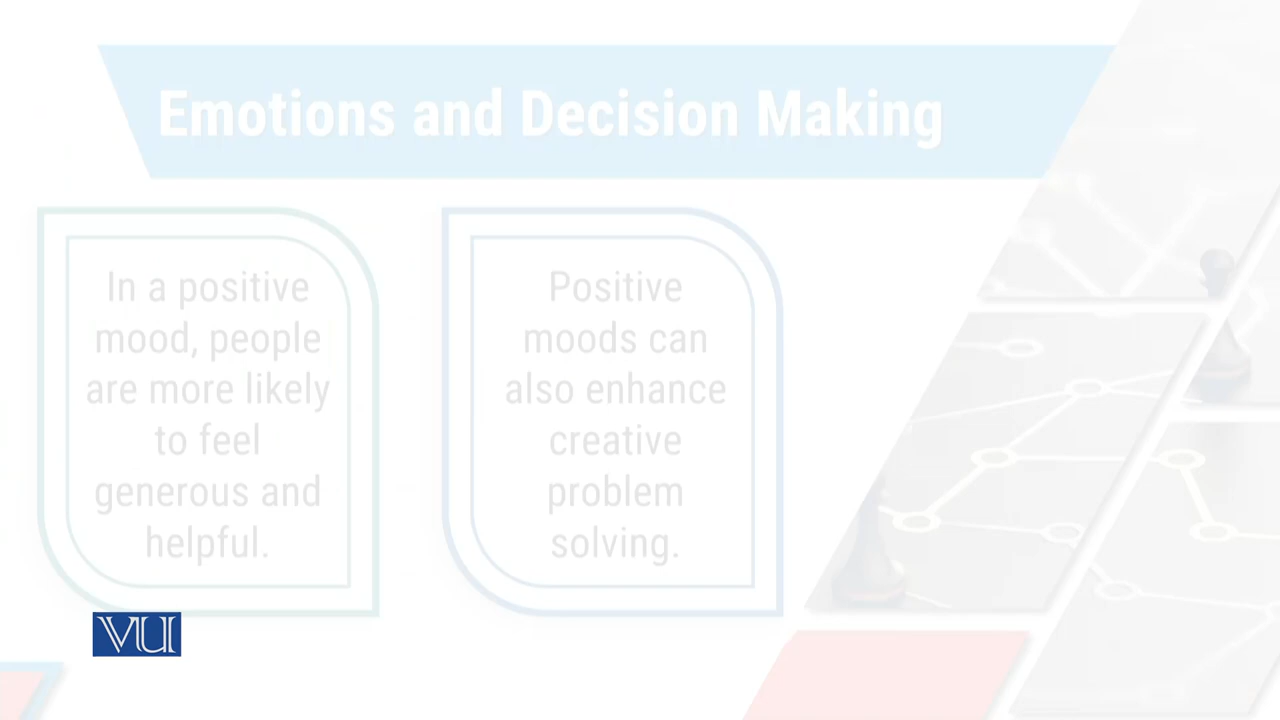 Emotions and Decision Making
In a positive
mood, people
are more likely
to feel
generous and
helpful.
Positive
moods can
also enhance
creative
problem
solving.
VU